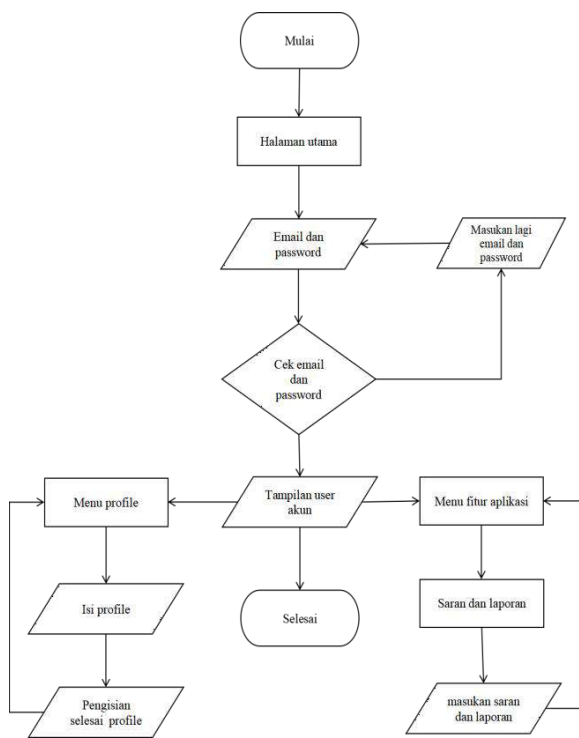 Mulai
Halaman utama
Email dan
password
Masukan lagi
email dan
password
Cek email
dan
password
Menu profile
Tampilan user
akun
Menu fitur aplikasi
Isi profile
Selesai
Saran dan laporan
Pengisian
selesai profile
masukan saran
dan laporan